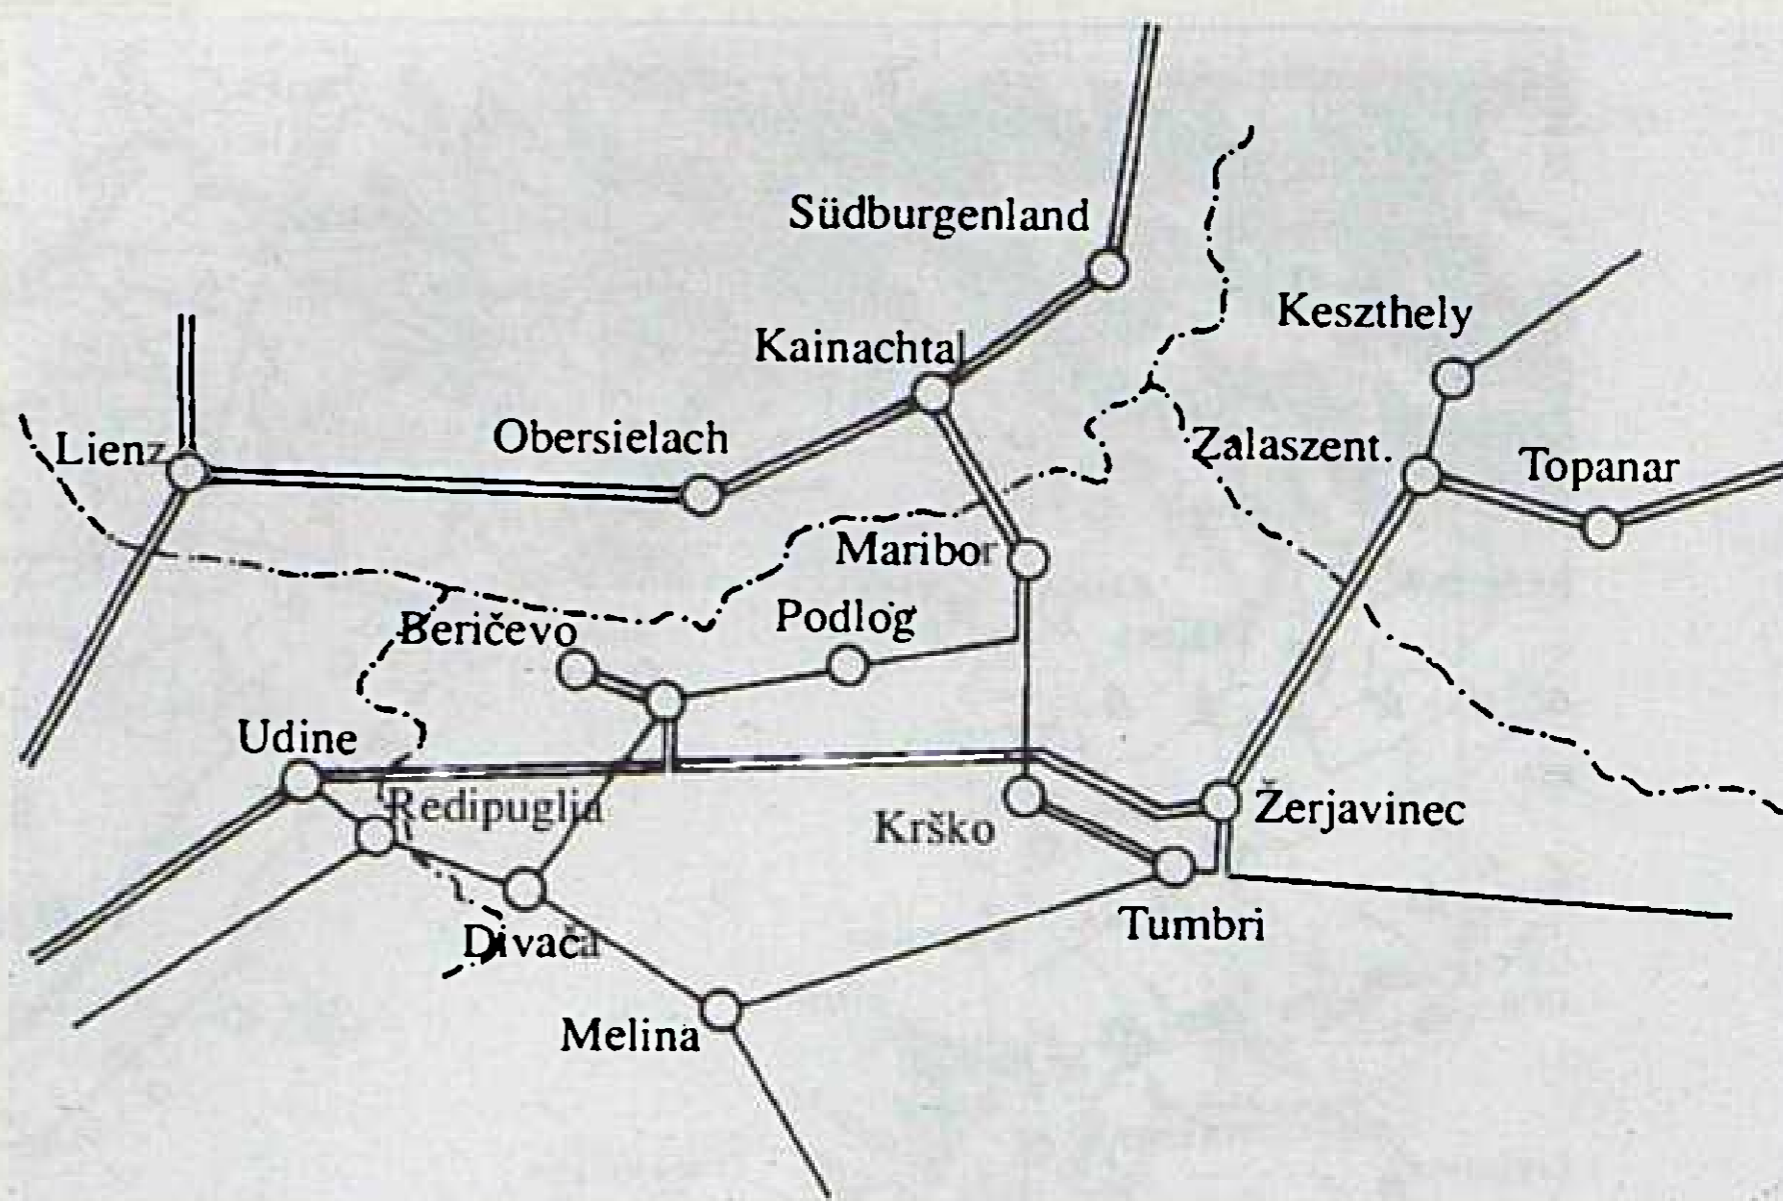 Südburgenland
Keszthely
Kainachtal
Lienz
Obersielach
Zalaszent.
Topanar
Maribor
Beričevo
Podlog
Udine
Redipuglia
Krško
Žerjavinec
Divača
Tumbri
Melina